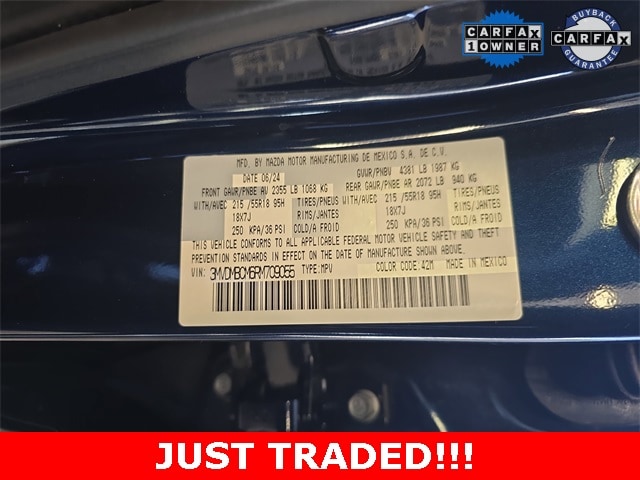 CARFAX
1 OWNER
BUYBACK
CARFAX
GUARANTEE
MFD. BY MAZDA MOTOR MANUFACTURING DE MEXICO S.A. DE C.V.
DATE 06/24 GVWR/PNBV 4381 LB 1987 KG
FRONT GAWR/PNBE AV 2355 LB 1068 KG REAR GAWR/PNBE AR 2072 LB 940 KG
WITH/AVEC 215 /55R18 95H TIRES/PNEUS WITH/AVEC 215 /55R18 95H TIRES/PNEUS
18X7J RIMS/JANTES 18X7J RIMS/JANTES
250 KPA/36 PSI COLD/A FROID 250 KPA/36 PSI COLD/A FROID
THIS VEHICLE CONFORMS TO ALL APPLICABLE FEDERAL MOTOR VEHICLE SAFETY AND THEFT
PREVENTION STANDARDS IN EFFECT ON THE DATE OF MANUFACTURE SHOWN ABOVE.
VIN: 3MVDMBCM6RM709055 TYPE:MPV COLOR/COLEUR:42M MADE IN MEXICO
JUST TRADED!!!